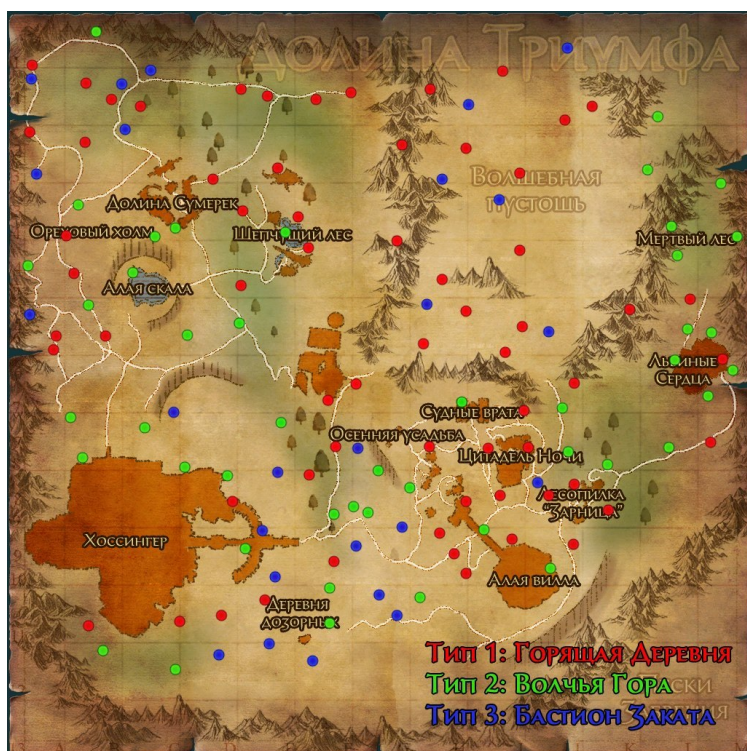 Долина Триумфа
Волшебная
пустошь
Долина Сумерек
Ореховый холм
Шепчущий лес
Мертвый лес
Алая скала
Львиные
Сердца
Судные врата
Осенняя усадьба
Цитадель Ночи
Лесопилка
"Зарница"
Хоссингер
Алая вилла
Деревня
дозорных
Тип 1: Горящая Деревня
Тип 2: Волчья Гора
Тип 3: Бастион Заката